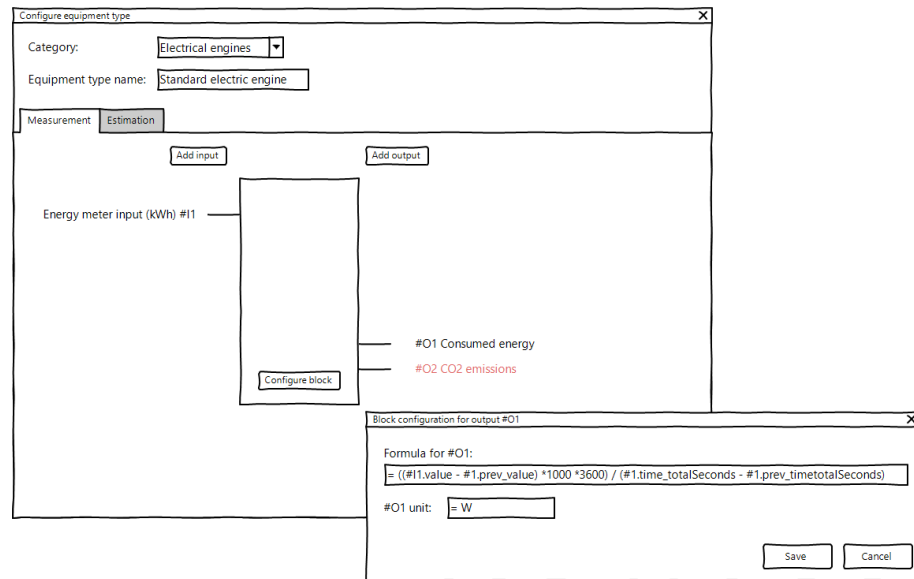 Configure equipment type
Category:
Electrical engines
Equipment type name:
Standard electric engine
Measurement
Estimation
Add input
Add output
Energy meter input (kWh) #I1
#O1 Consumed energy
#O2 CO2 emissions
Configure block
Block configuration for output #O1
Formula for #O1:
= ((#I1.value - #1.prev_value) *1000 *3600) / (#1.time_totalSeconds - #1.prev_timetotalSeconds)
#O1 unit:
= W
Save
Cancel